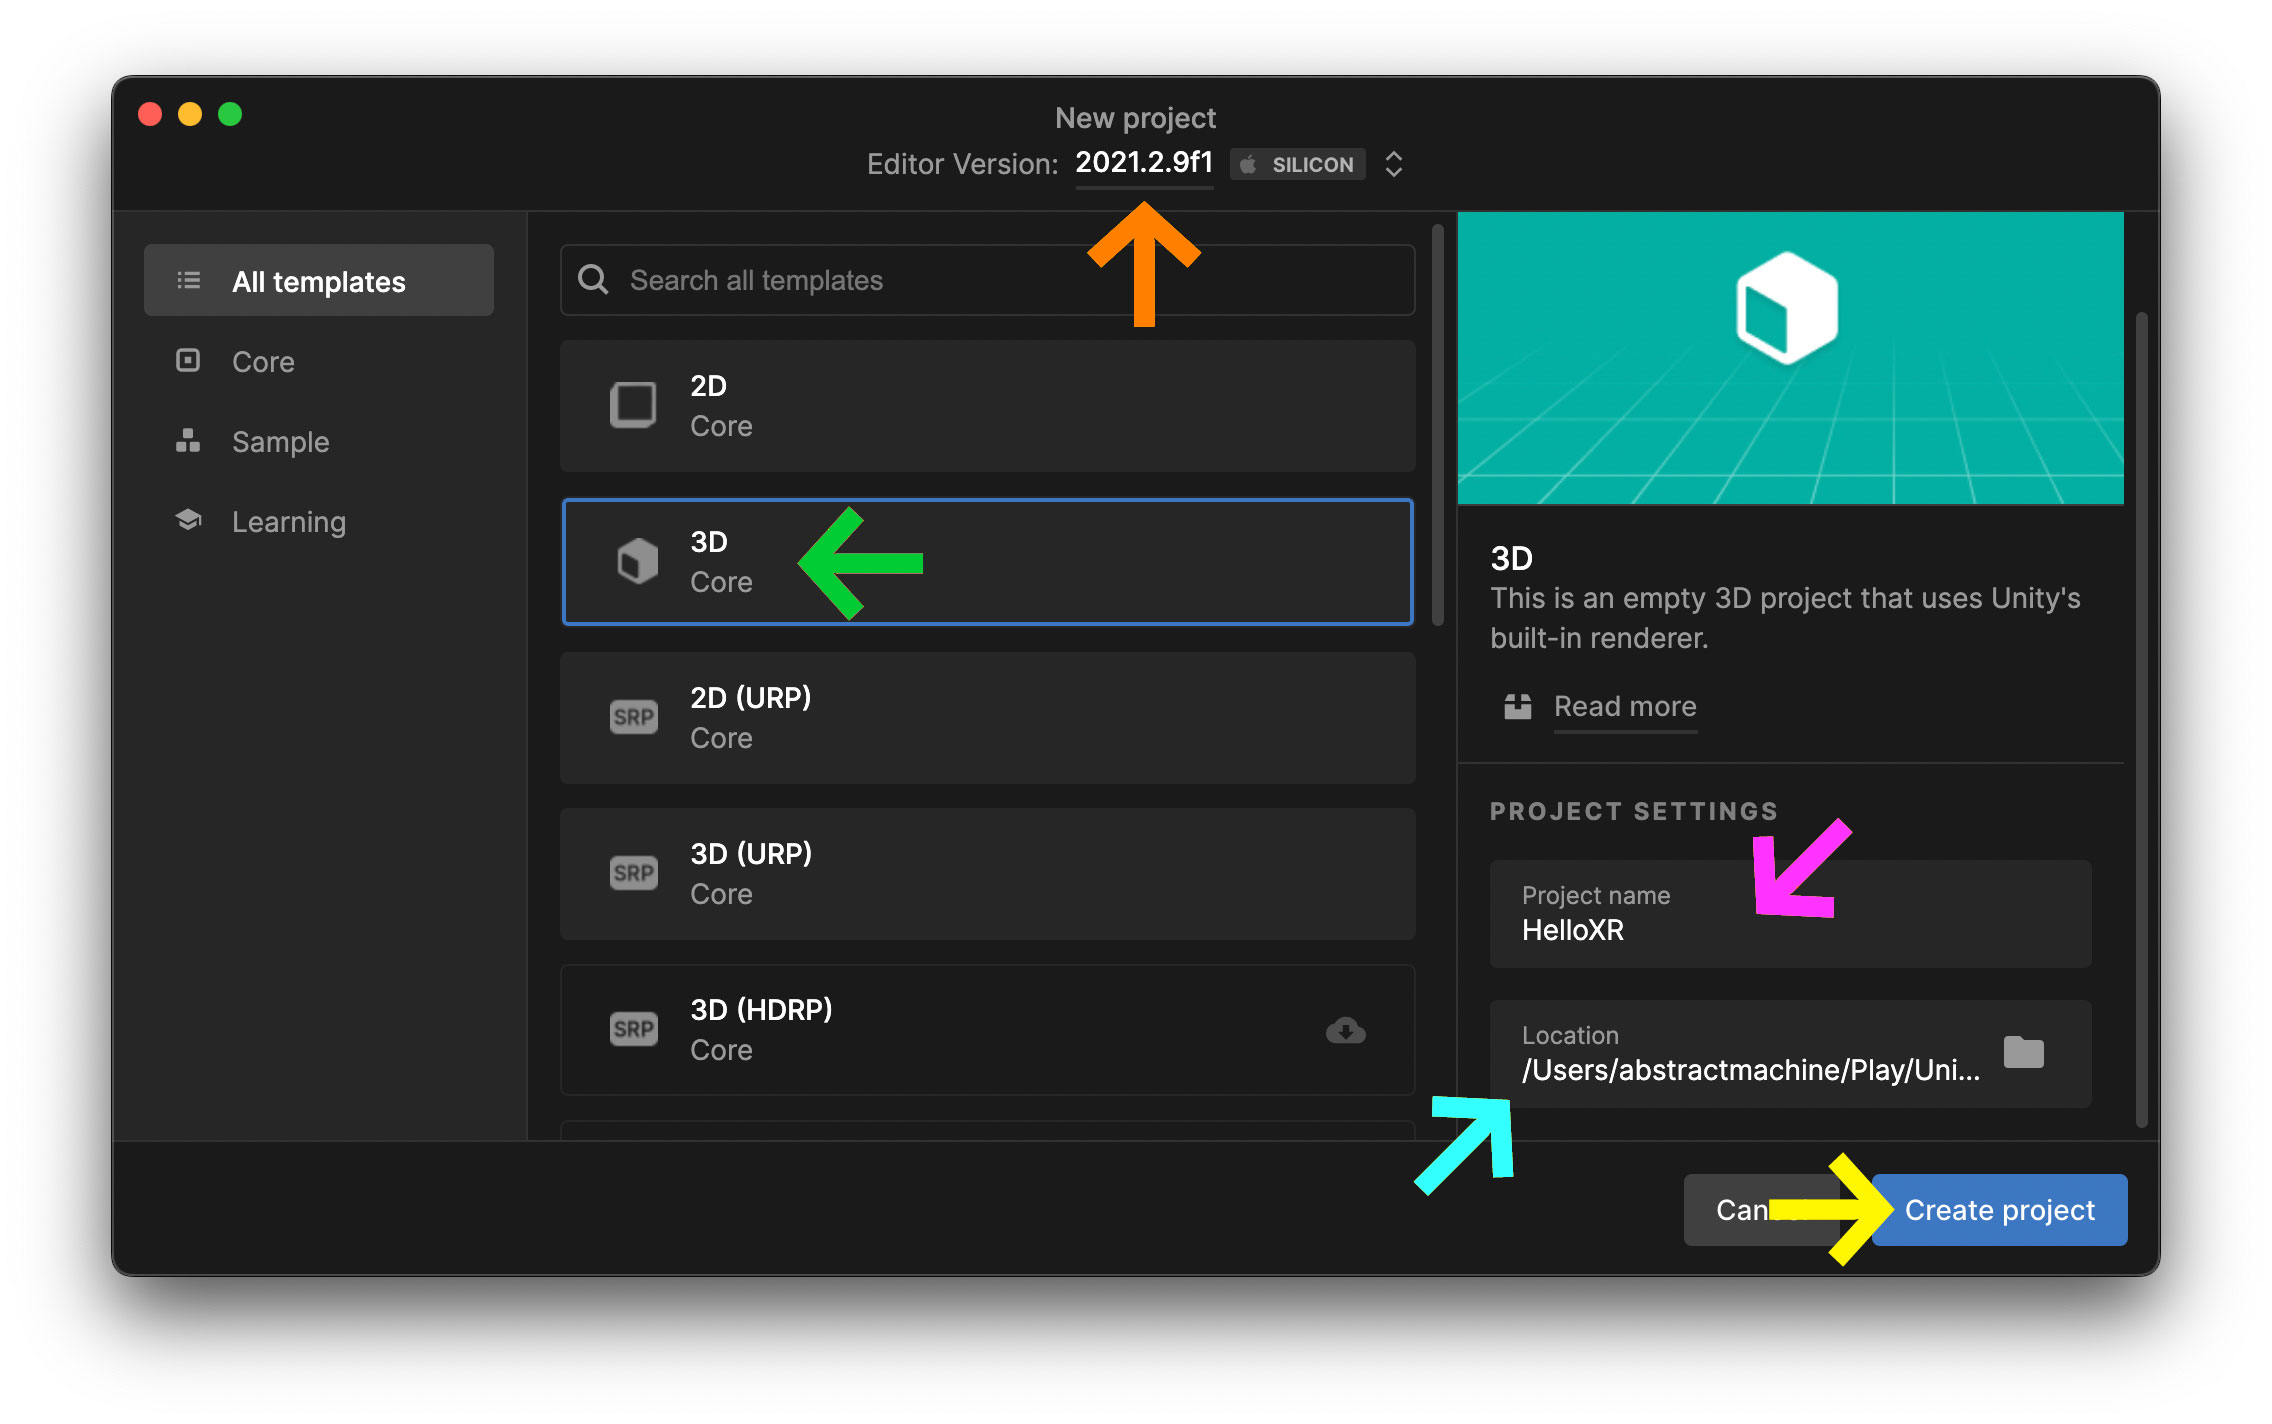 New project
Editor Version: 2021.2.9f1 SILICON
All templates
Core
Sample
Learning
Search all templates
2D
Core
3D
Core
SRP
2D (URP)
Core
SRP
3D (URP)
Core
SRP
3D (HDRP)
Core
3D
This is an empty 3D project that uses Unity's
built-in renderer.
Read more
PROJECT SETTINGS
Project name
HelloXR
Location
/Users/abstractmachine/Play/Uni...
Create project